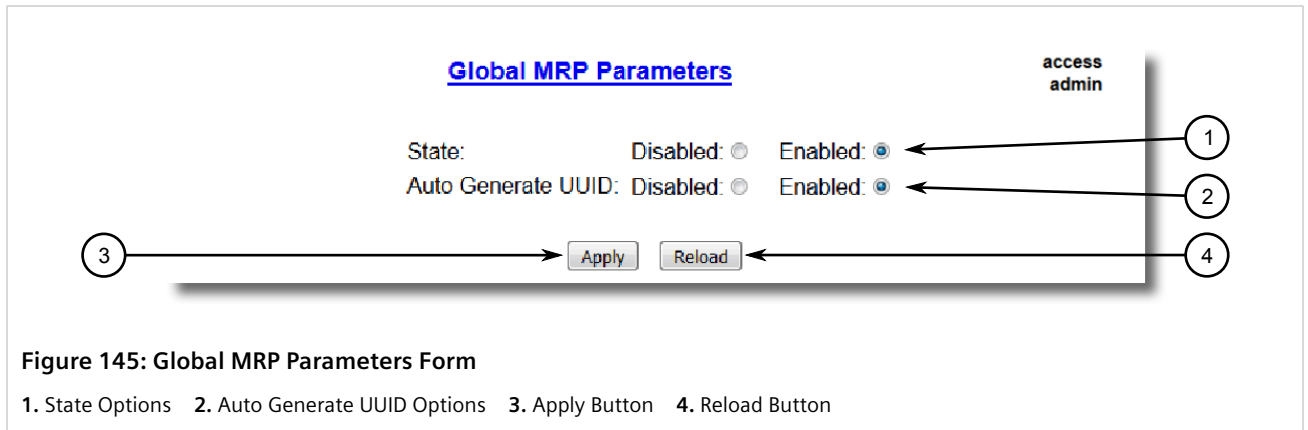 Global MRP Parameters
access
admin
State: Disabled: Enabled:
1
Auto Generate UUID: Disabled: Enabled:
2
3
Apply Reload
4
Figure 145: Global MRP Parameters Form
1. State Options 2. Auto Generate UUID Options 3. Apply Button 4. Reload Button